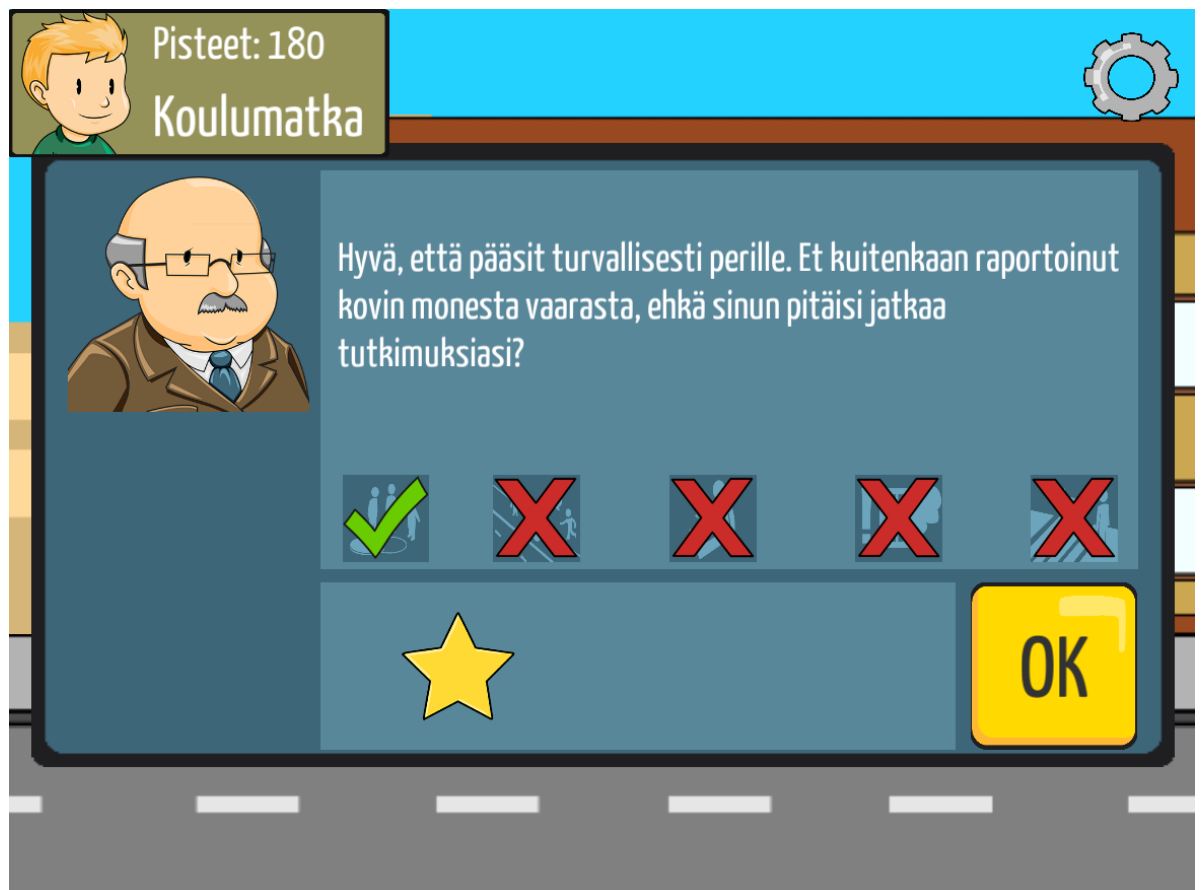 Pisteet: 180
Koulumatka
Hyvä, että pääsit turvallisesti perille. Et kuitenkaan raportoinut
kovin monesta vaarasta, ehkä sinun pitäisi jatkaa
tutkimuksiasi?
OK